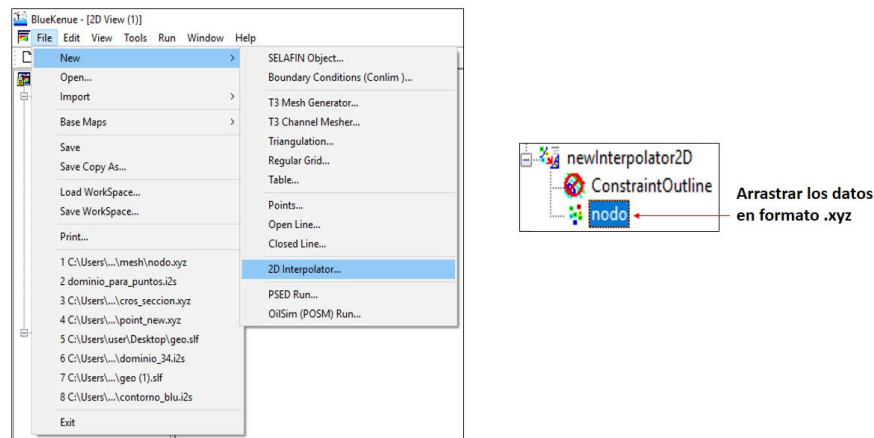 BlueKenue - [2D View (1)]
File Edit View Tools Run Window Help
New >
Open...
Import >
Base Maps >
Save
Save Copy As...
Load WorkSpace...
Save WorkSpace...
Print...
1 C:\Users\...\mesh\nodo.xyz
2 dominio_para_puntos.i2s
3 C:\Users\...\cros_seccion.xyz
4 C:\Users\...\point_new.xyz
5 C:\Users\user\Desktop\geo.slf
6 C:\Users\...\dominio_34.i2s
7 C:\Users\...\geo (1).slf
8 C:\Users\...\contorno_blu.i2s
Exit
SELAFIN Object...
Boundary Conditions (Conlim )...
T3 Mesh Generator...
T3 Channel Mesher...
Triangulation...
Regular Grid...
Table...
Points...
Open Line...
Closed Line...
2D Interpolator...
PSED Run...
OilSim (POSM) Run...
newInterpolator2D
ConstraintOutline
nodo
Arrastrar los datos
en formato .xyz